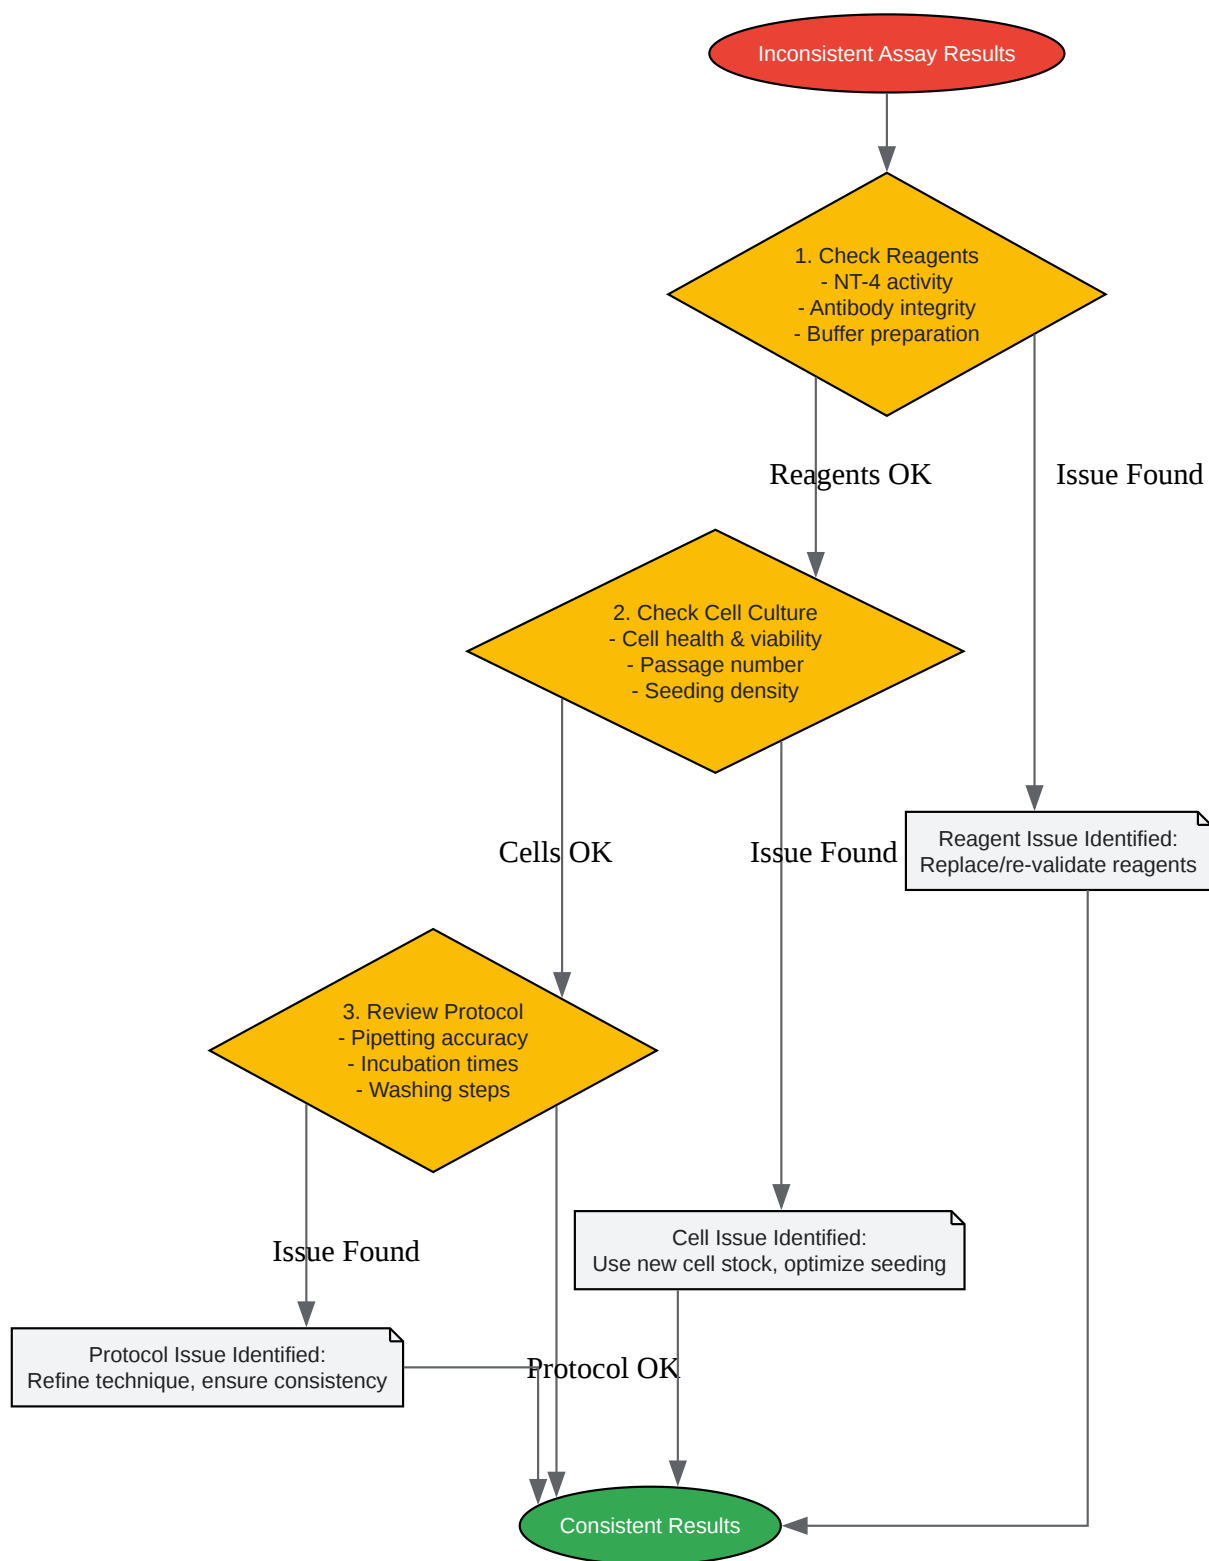 Inconsistent Assay Results
1. Check Reagents
- NT-4 activity
- Antibody integrity
- Buffer preparation
Reagents OK
Issue Found
2. Check Cell Culture
- Cell health & viability
- Passage number
- Seeding density
Cells OK
Issue Found
Reagent Issue Identified:
Replace/re-validate reagents
3. Review Protocol
- Pipetting accuracy
- Incubation times
- Washing steps
Issue Found
Cell Issue Identified:
Use new cell stock, optimize seeding
Protocol Issue Identified:
Refine technique, ensure consistency
Protocol OK
Consistent Results